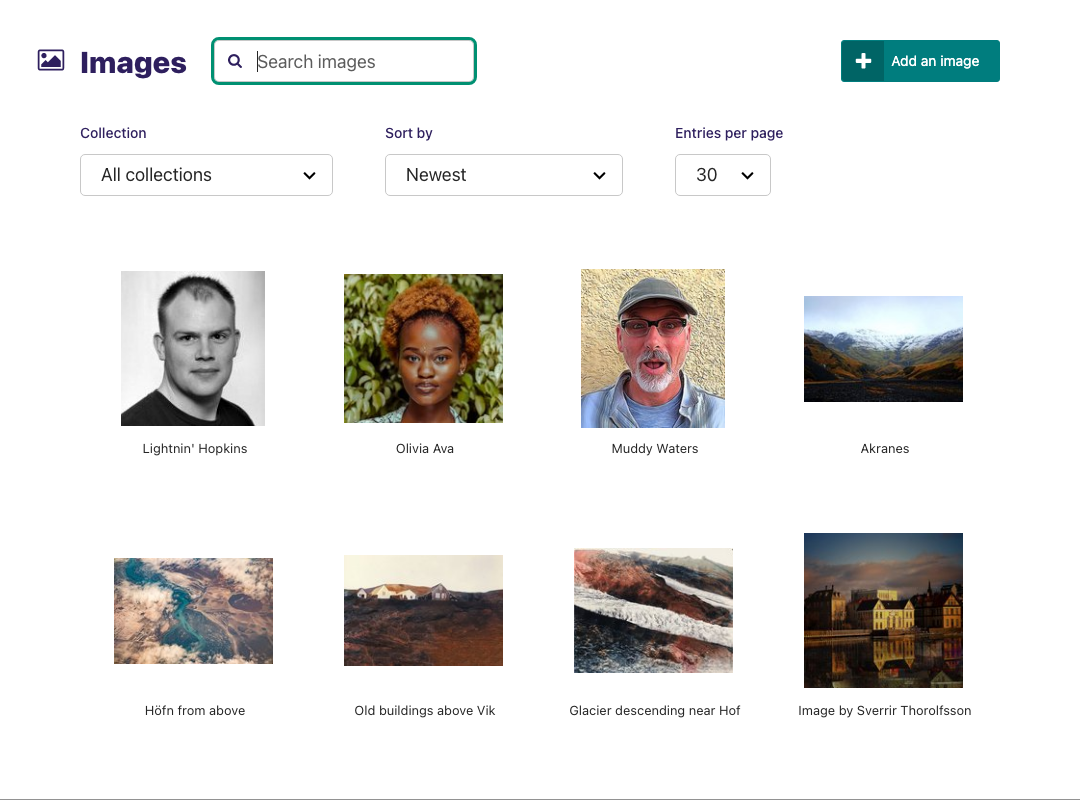 Images
Search images
Add an image
Collection
Sort by
Entries per page
All collections
Newest
30
Lightnin' Hopkins
Olivia Ava
Muddy Waters
Akranes
Höfn from above
Old buildings above Vik
Glacier descending near Hof
Image by Sverrir Thorolfsson